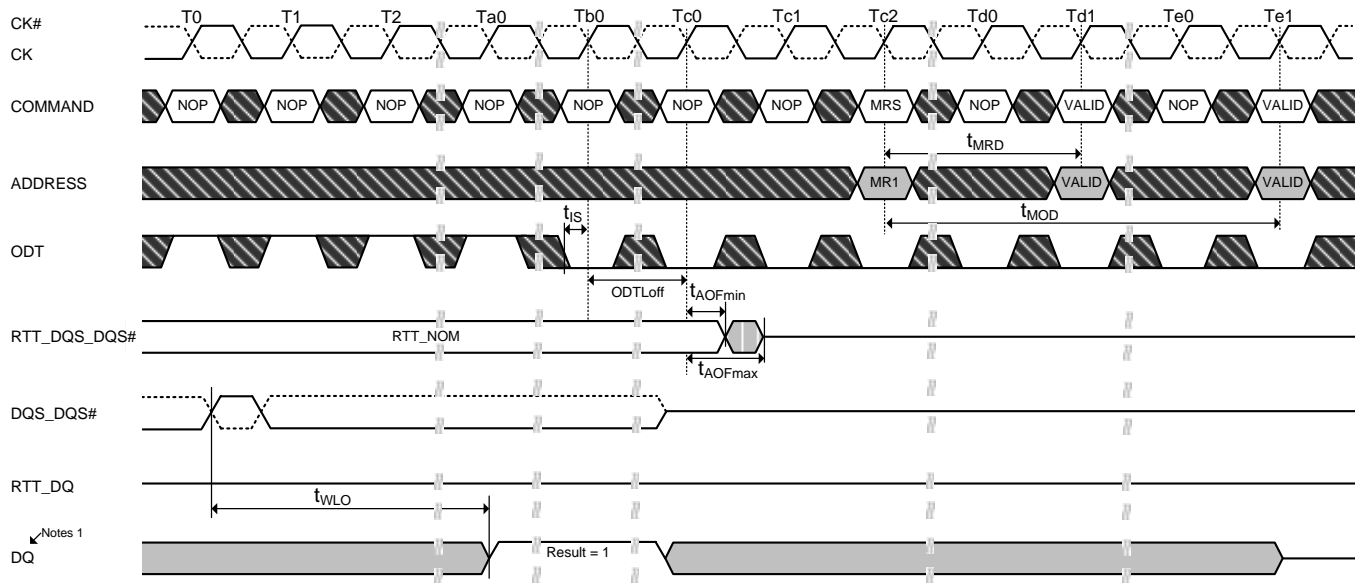 CK# T0 T1 T2 Ta0 Tb0 Tc0 Tc1 Tc2 Td0 Td1 Te0 Te1
CK
COMMAND NOP NOP NOP NOP NOP NOP NOP MRS NOP VALID NOP VALID
tMRD
ADDRESS MR1 VALID VALID
tIS tMOD
ODT
ODTLoff tAOFmin
RTT_DQS_DQS# RTT_NOM
tAOFmax
DQS_DQS#
RTT_DQ
tWLO
Notes 1
DQ Result = 1